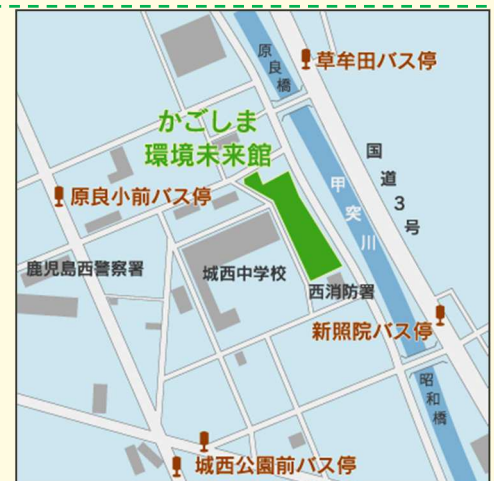 原良橋
草牟田バス停
かごしま
環境未来館
国道3号
甲突川
原良小前バス停
鹿児島西警察署
城西中学校
西消防署
新照院バス停
昭和橋
城西公園前バス停